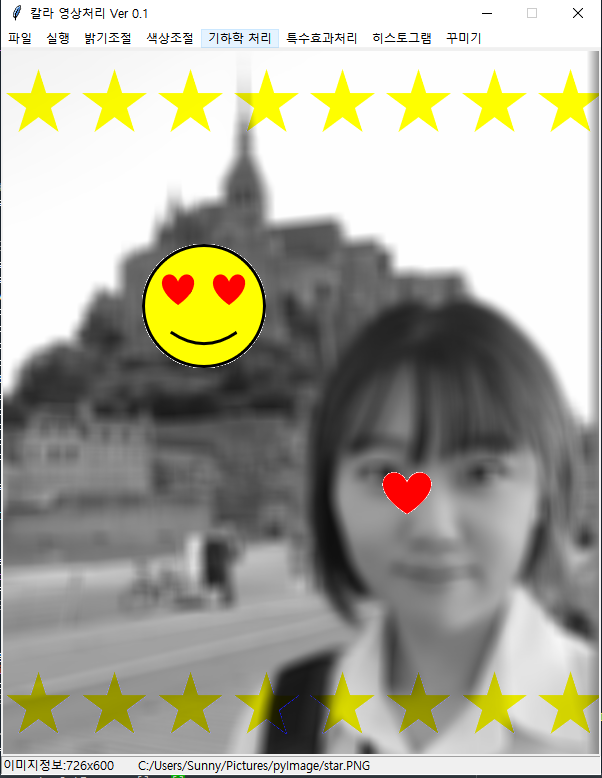 칼라 영상처리 Ver 0.1
파일 실행 밝기조절 색상조절 기하학 처리 특수효과처리 히스토그램 꾸미기
이미지정보:726x600 C:/Users/Sunny/Pictures/pyImage/star.PNG